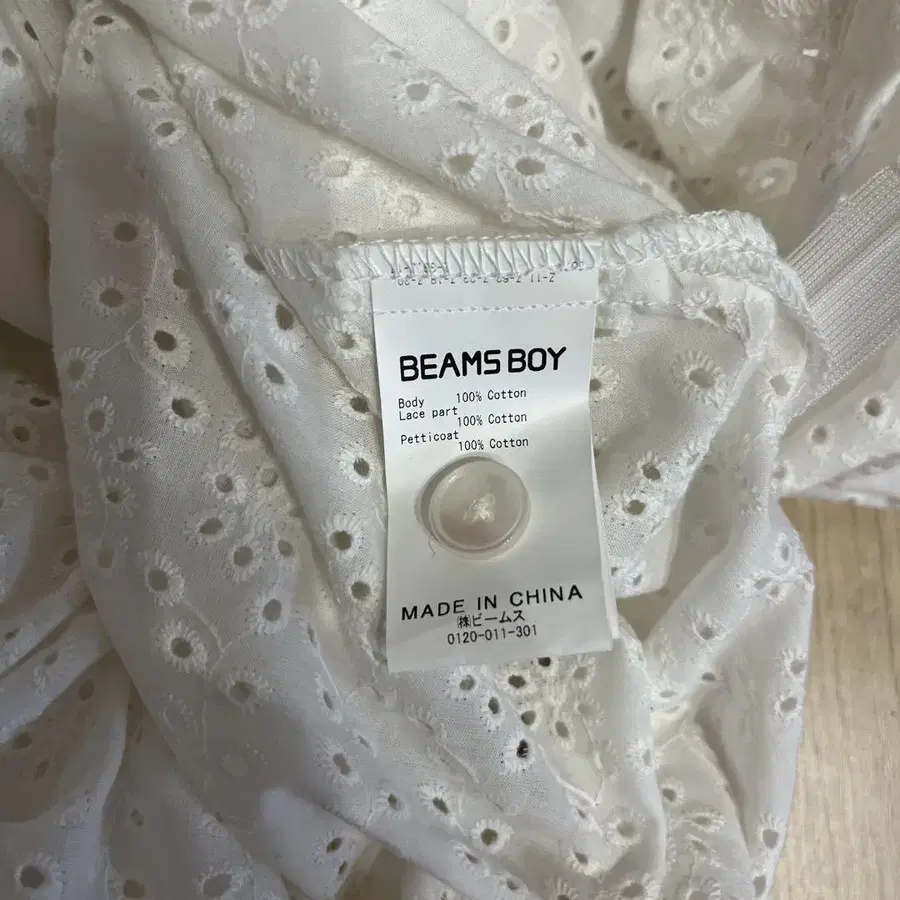 BEAMS BOY
Body 100% Cotton
Lace part 100% Cotton
Petticoat 100% Cotton
MADE IN CHINA
㈱ビームス
0120-011-301